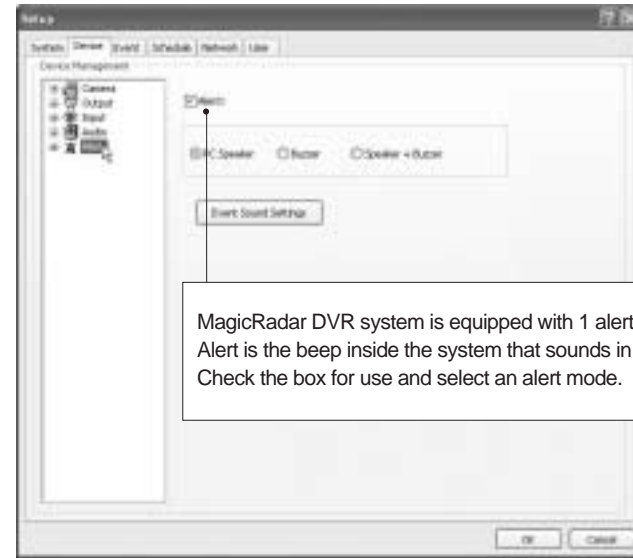 Setup
System Device Event Schedule Network User
Device Management
Camera
Output
Input
Audio
Alert1
PC Speaker Buzzer Speaker + Buzzer
Event Sound Settings
MagicRadar DVR system is equipped with 1 alert
Alert is the beep inside the system that sounds in
Check the box for use and select an alert mode.
OK Cancel